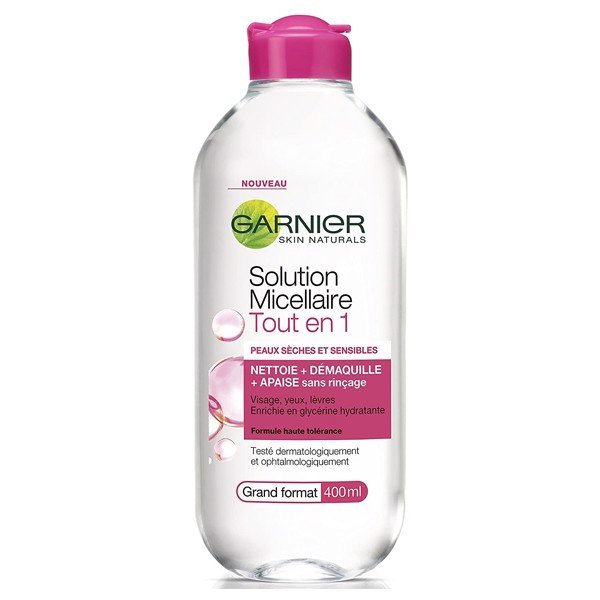 NOUVEAU
GARNIER
SKIN NATURALS
Solution
Micellaire
Tout en 1
PEAUX SÈCHES ET SENSIBLES
NETTOIE + DÉMAQUILLE
+ APAISE sans rinçage
Visage, yeux, lèvres
Enrichie en glycérine hydratante
Formule haute tolérance
Testé dermatologiquement
et ophtalmologiquement
Grand format 400ml